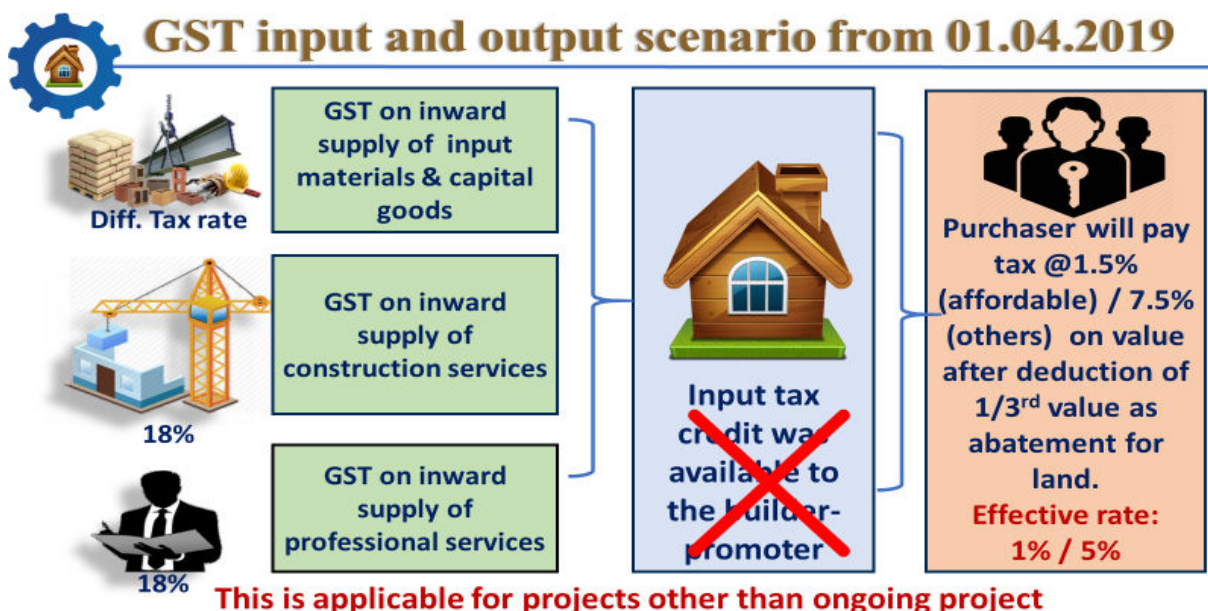 GST input and output scenario from 01.04.2019
Diff. Tax rate
GST on inward
supply of input
materials & capital
goods
18%
GST on inward
supply of
construction services
18%
GST on inward
supply of
professional services
Input tax
credit was
available to
the builder-
promoter
Purchaser will pay
tax @1.5%
(affordable) / 7.5%
(others) on value
after deduction of
1/3rd value as
abatement for
land.
Effective rate:
1% / 5%
This is applicable for projects other than ongoing project